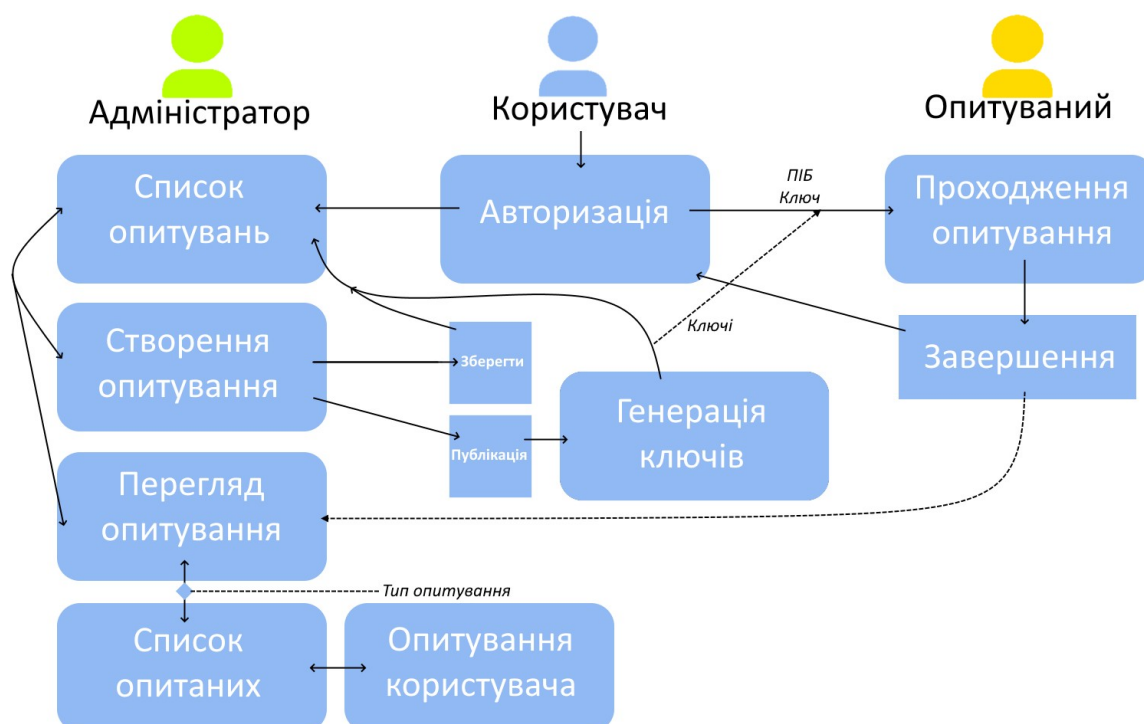 Адміністратор
Користувач
Опитуваний
Список
опитувань
Авторизація
ПІБ
Ключ
Проходження
опитування
Ключі
Створення
опитування
Зберегти
Завершення
Публікація
Генерація
ключів
Перегляд
опитування
Тип опитування
Список
опитаних
Опитування
користувача